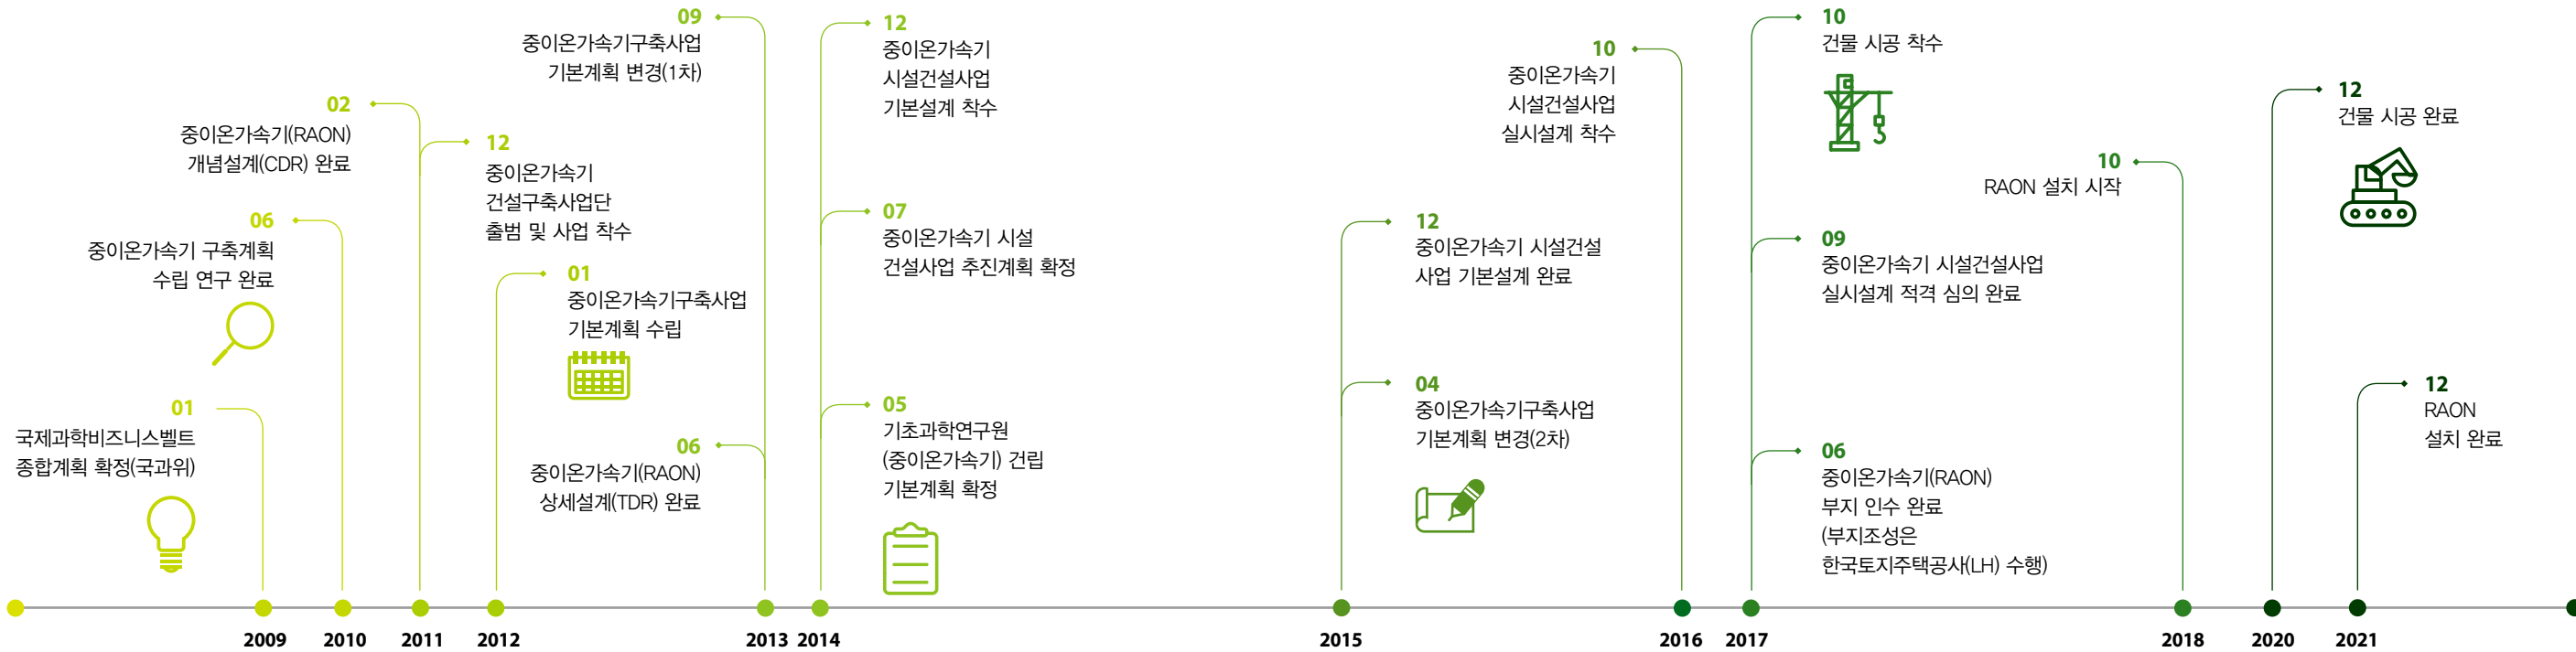 01
국제과학비즈니스벨트
종합계획 확정(국과위)
2009
06
중이온가속기 구축계획
수립 연구 완료
2010
02
중이온가속기(RAON)
개념설계(CDR) 완료
12
중이온가속기
건설구축사업단
출범 및 사업 착수
2011
01
중이온가속기구축사업
기본계획 수립
2012
09
중이온가속기구축사업
기본계획 변경(1차)
06
중이온가속기(RAON)
상세설계(TDR) 완료
2013
12
중이온가속기
시설건설사업
기본설계 착수
07
중이온가속기 시설
건설사업 추진계획 확정
05
기초과학연구원
(중이온가속기) 건립
기본계획 확정
2014
12
중이온가속기 시설건설
사업 기본설계 완료
04
중이온가속기구축사업
기본계획 변경(2차)
2015
10
중이온가속기
시설건설사업
실시설계 착수
2016
10
건물 시공 착수
09
중이온가속기 시설건설사업
실시설계 적격 심의 완료
06
중이온가속기(RAON)
부지 인수 완료
(부지조성은
한국토지주택공사(LH) 수행)
2017
10
RAON 설치 시작
2018
12
건물 시공 완료
2020
12
RAON
설치 완료
2021